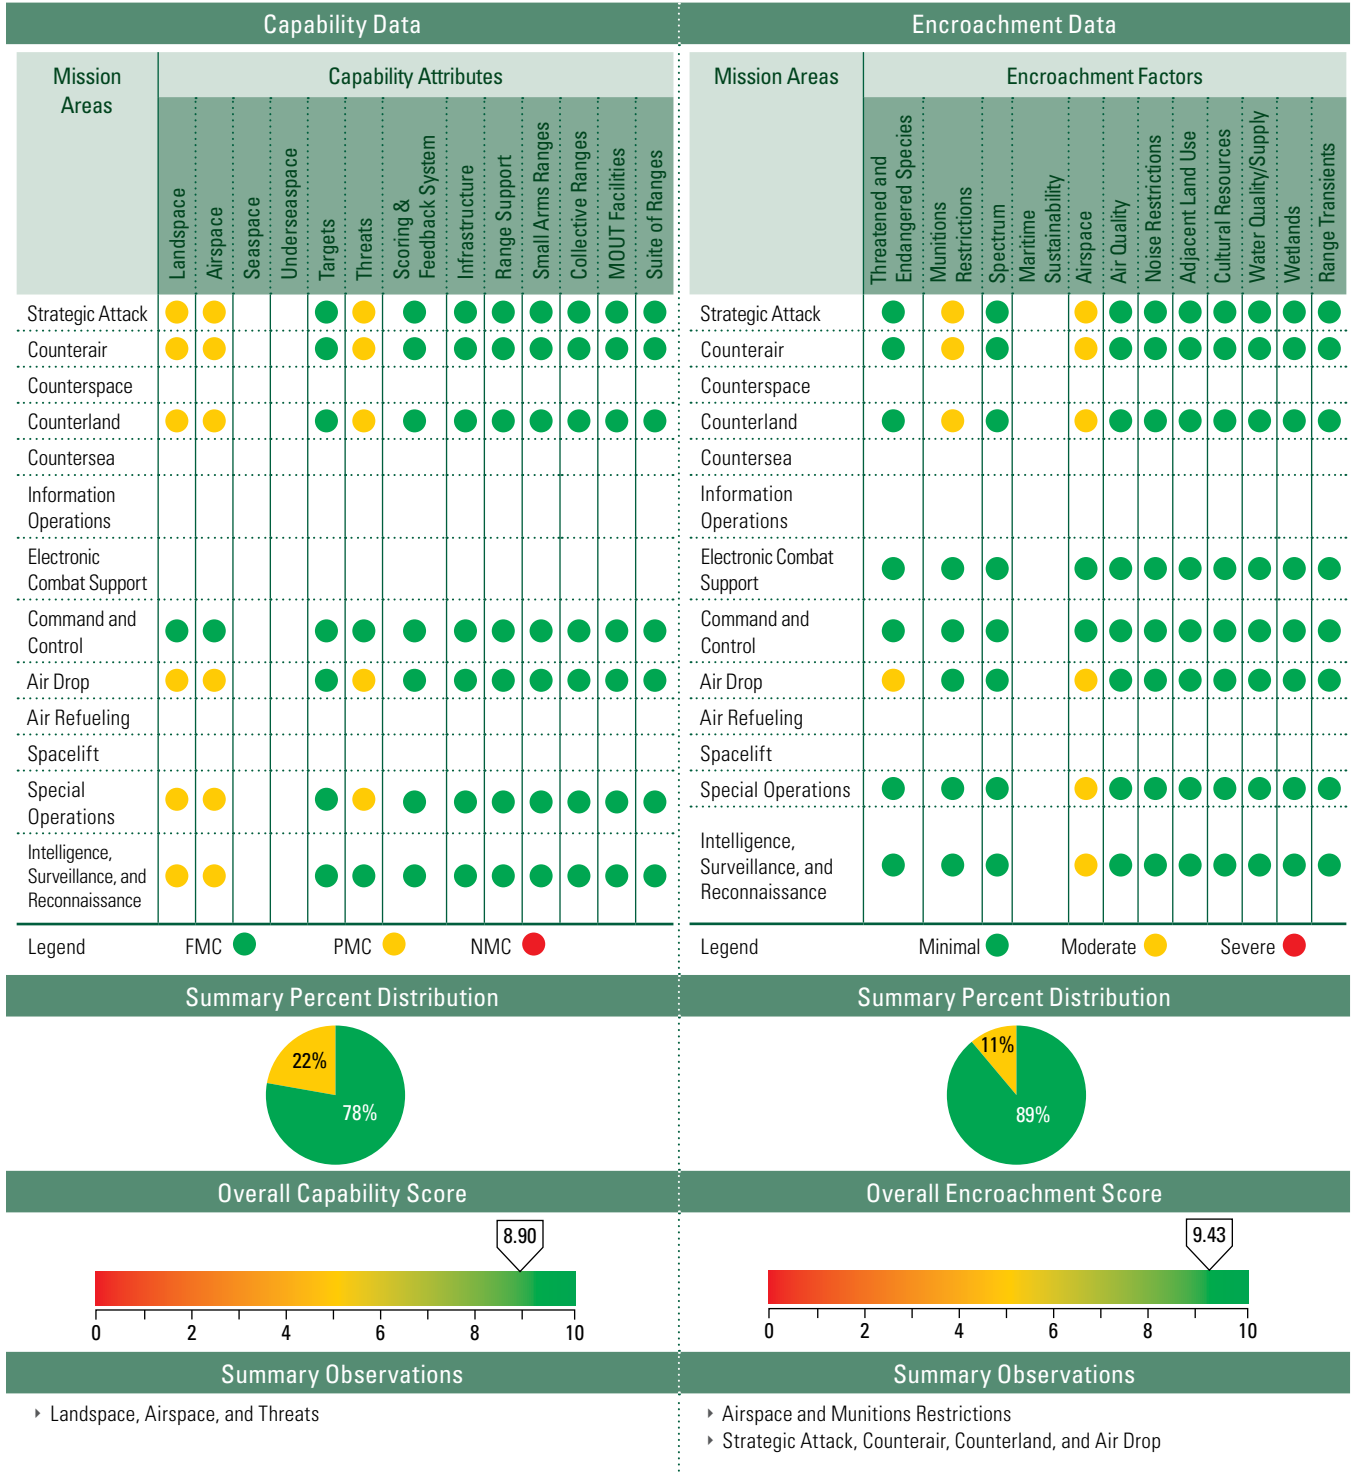 Capability Data
Mission
Areas
Capability Attributes
Landspace
Airspace
Seaspace
Underseaspace
Targets
Threats
Scoring &
Feedback System
Infrastructure
Range Support
Small Arms Ranges
Collective Ranges
MOUT Facilities
Suite of Ranges
Strategic Attack
Counterair
Counterspace
Counterland
Countersea
Information
Operations
Electronic
Combat Support
Command and
Control
Air Drop
Air Refueling
Spacelift
Special
Operations
Intelligence,
Surveillance, and
Reconnaissance
Legend
FMC
PMC
NMC
Summary Percent Distribution
22%
78%
Overall Capability Score
8.90
0 2 4 6 8 10
Summary Observations
‣ Landspace, Airspace, and Threats
Encroachment Data
Mission Areas
Encroachment Factors
Threatened and
Endangered Species
Munitions
Restrictions
Spectrum
Maritime
Sustainability
Airspace
Air Quality
Noise Restrictions
Adjacent Land Use
Cultural Resources
Water Quality/Supply
Wetlands
Range Transients
Strategic Attack
Counterair
Counterspace
Counterland
Countersea
Information
Operations
Electronic Combat
Support
Command and
Control
Air Drop
Air Refueling
Spacelift
Special Operations
Intelligence,
Surveillance, and
Reconnaissance
Legend
Minimal
Moderate
Severe
Summary Percent Distribution
11%
89%
Overall Encroachment Score
9.43
0 2 4 6 8 10
Summary Observations
‣ Airspace and Munitions Restrictions
‣ Strategic Attack, Counterair, Counterland, and Air Drop